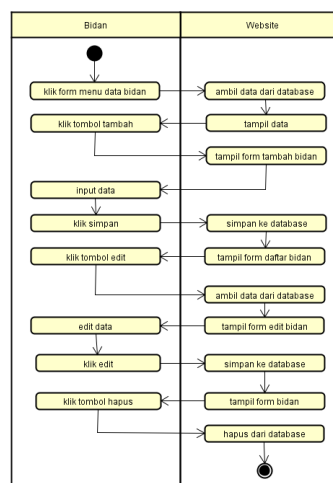 Bidan
Website
klik form menu data bidan
ambil data dari database
klik tombol tambah
tampil data
tampil form tambah bidan
input data
klik simpan
simpan ke database
klik tombol edit
tampil form daftar bidan
ambil data dari database
edit data
tampil form edit bidan
klik edit
simpan ke database
klik tombol hapus
tampil form bidan
hapus dari database